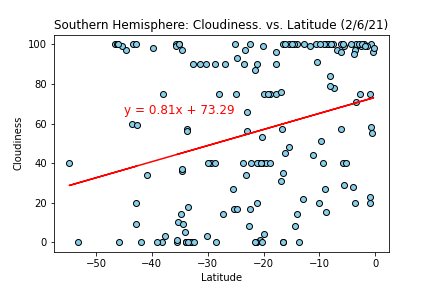 Southern Hemisphere: Cloudiness. vs. Latitude (2/6/21)
100
80
60
40
20
0
Cloudiness
y = 0.81x + 73.29
−50 −40 −30 −20 −10 0
Latitude